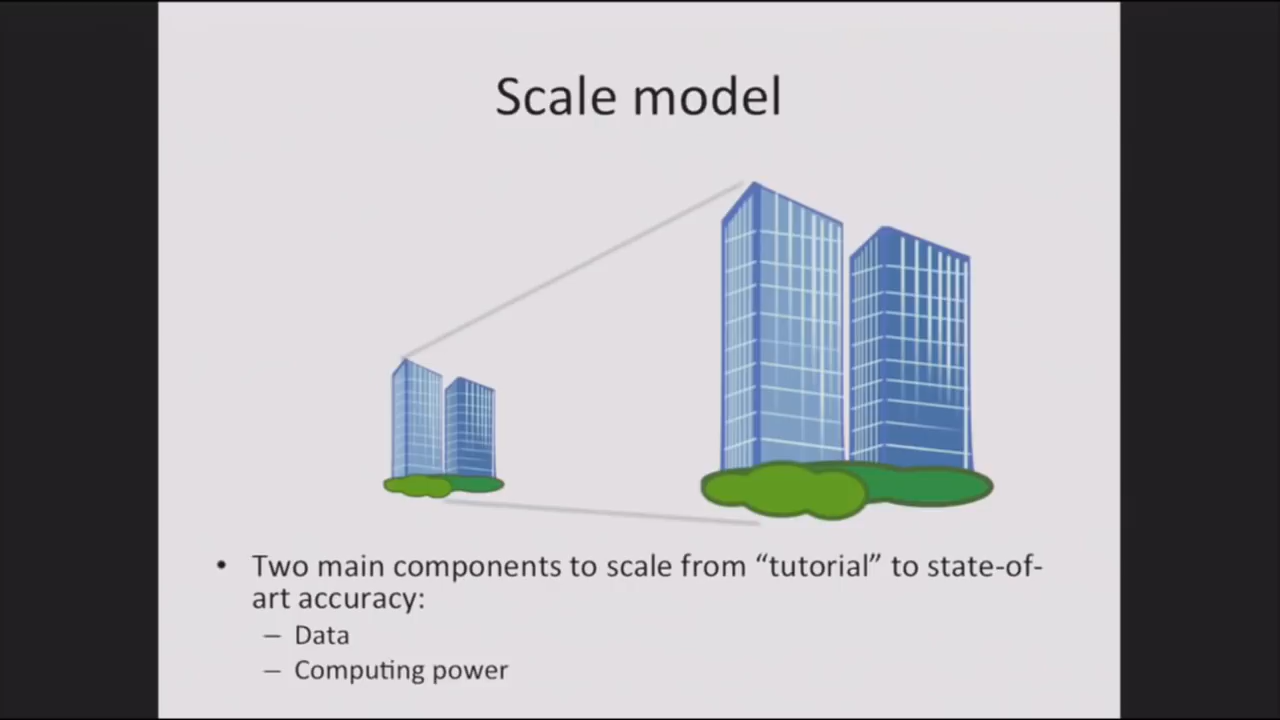 Scale model
• Two main components to scale from “tutorial” to state-of-
art accuracy:
– Data
– Computing power